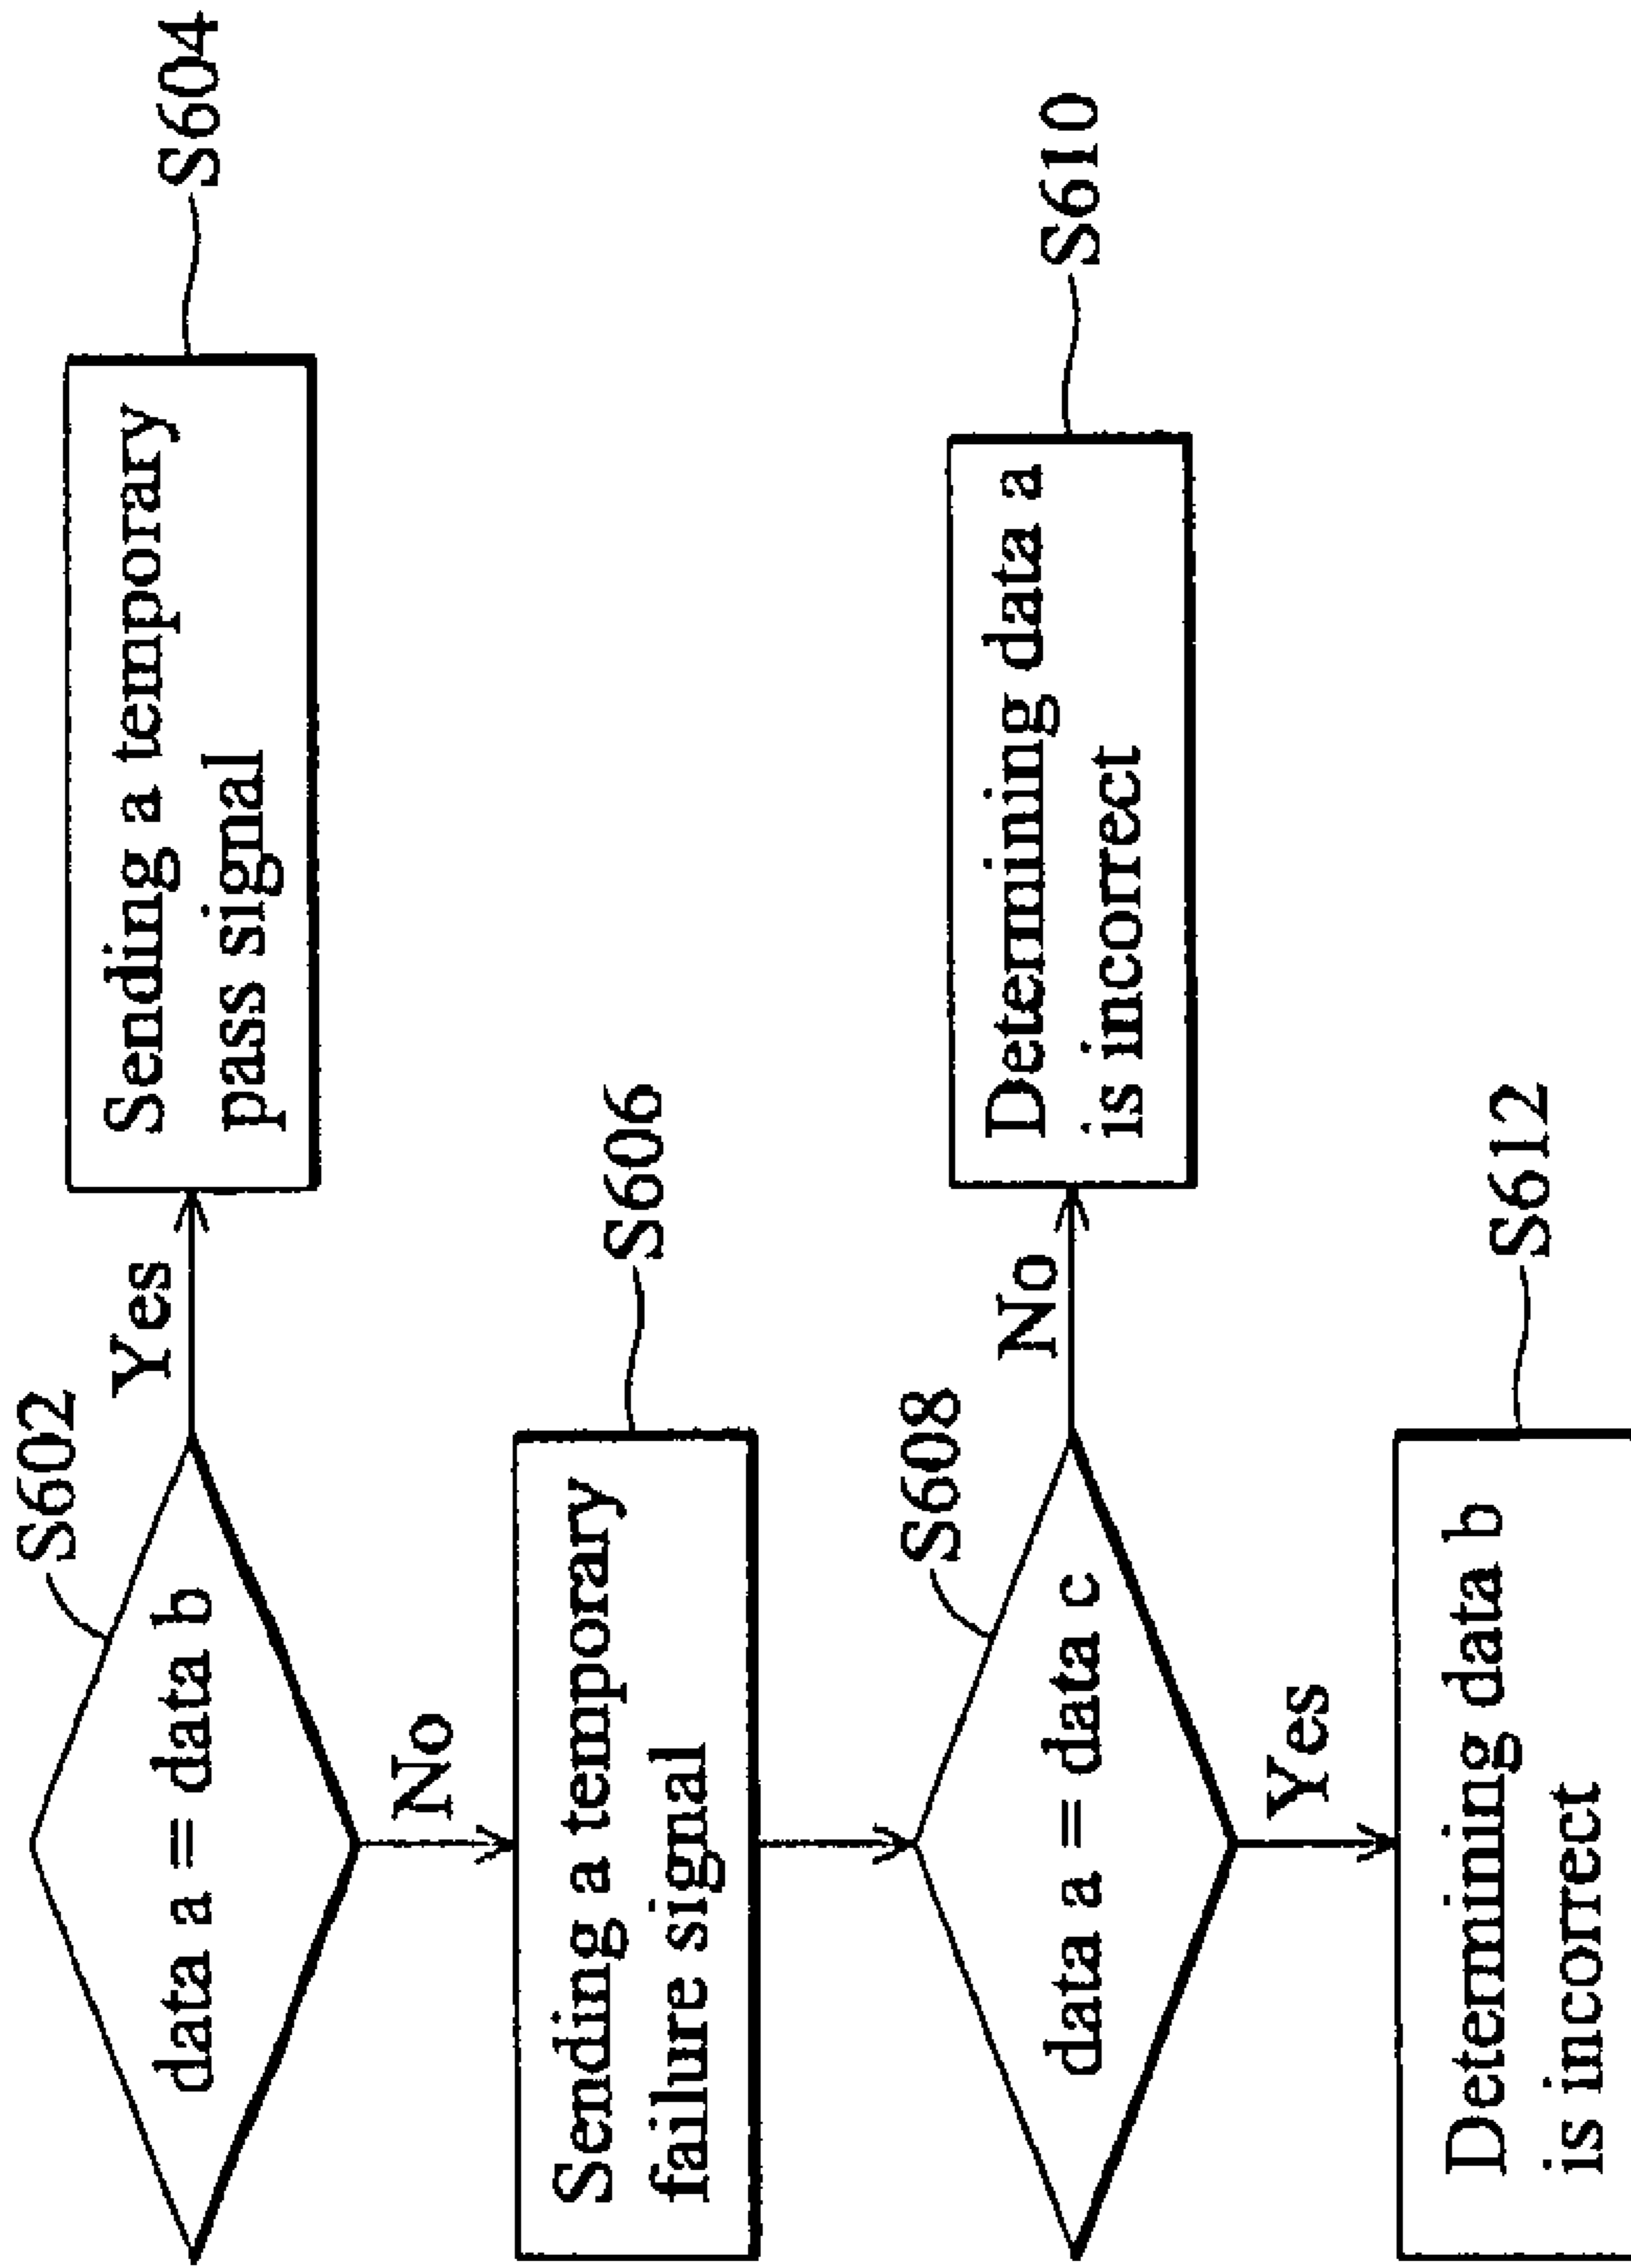 S602
data a = data b
Yes
Sending a temporary
pass signal
S604
No
Sending a temporary
failure signal
S606
S608
data a = data c
No
Determining data a
is incorrect
S610
Yes
Determining data b
is incorrect
S612